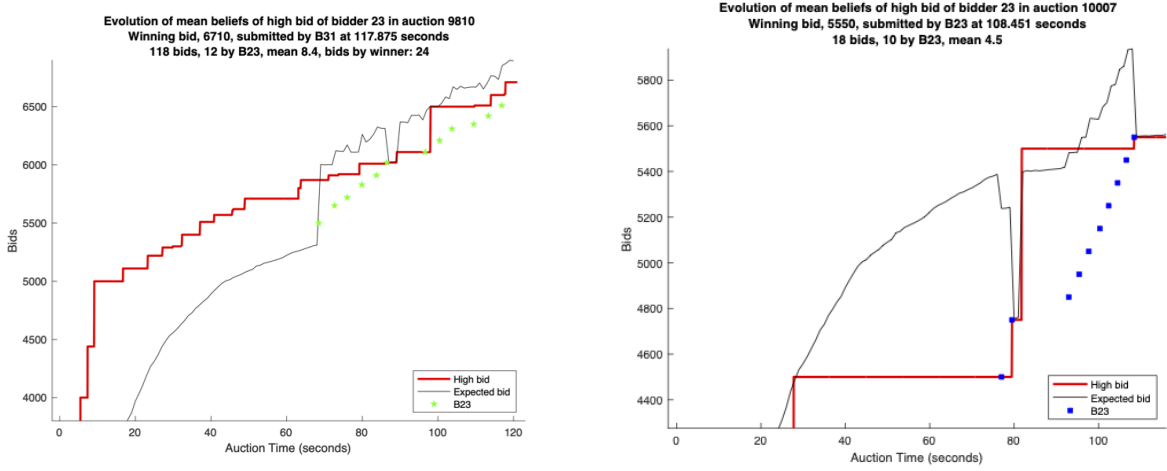 Evolution of mean beliefs of high bid of bidder 23 in auction 9810
Winning bid, 6710, submitted by B31 at 117.875 seconds
118 bids, 12 by B23, mean 8.4, bids by winner: 24
6500
6000
5500
5000
4500
4000
Bids
0
20
40
60
80
100
120
Auction Time (seconds)
High bid
Expected bid
B23
Evolution of mean beliefs of high bid of bidder 23 in auction 10007
Winning bid, 5550, submitted by B23 at 108.451 seconds
18 bids, 10 by B23, mean 4.5
5800
5600
5400
5200
5000
4800
4600
4400
Bids
0
20
40
60
80
100
Auction Time (seconds)
High bid
Expected bid
B23